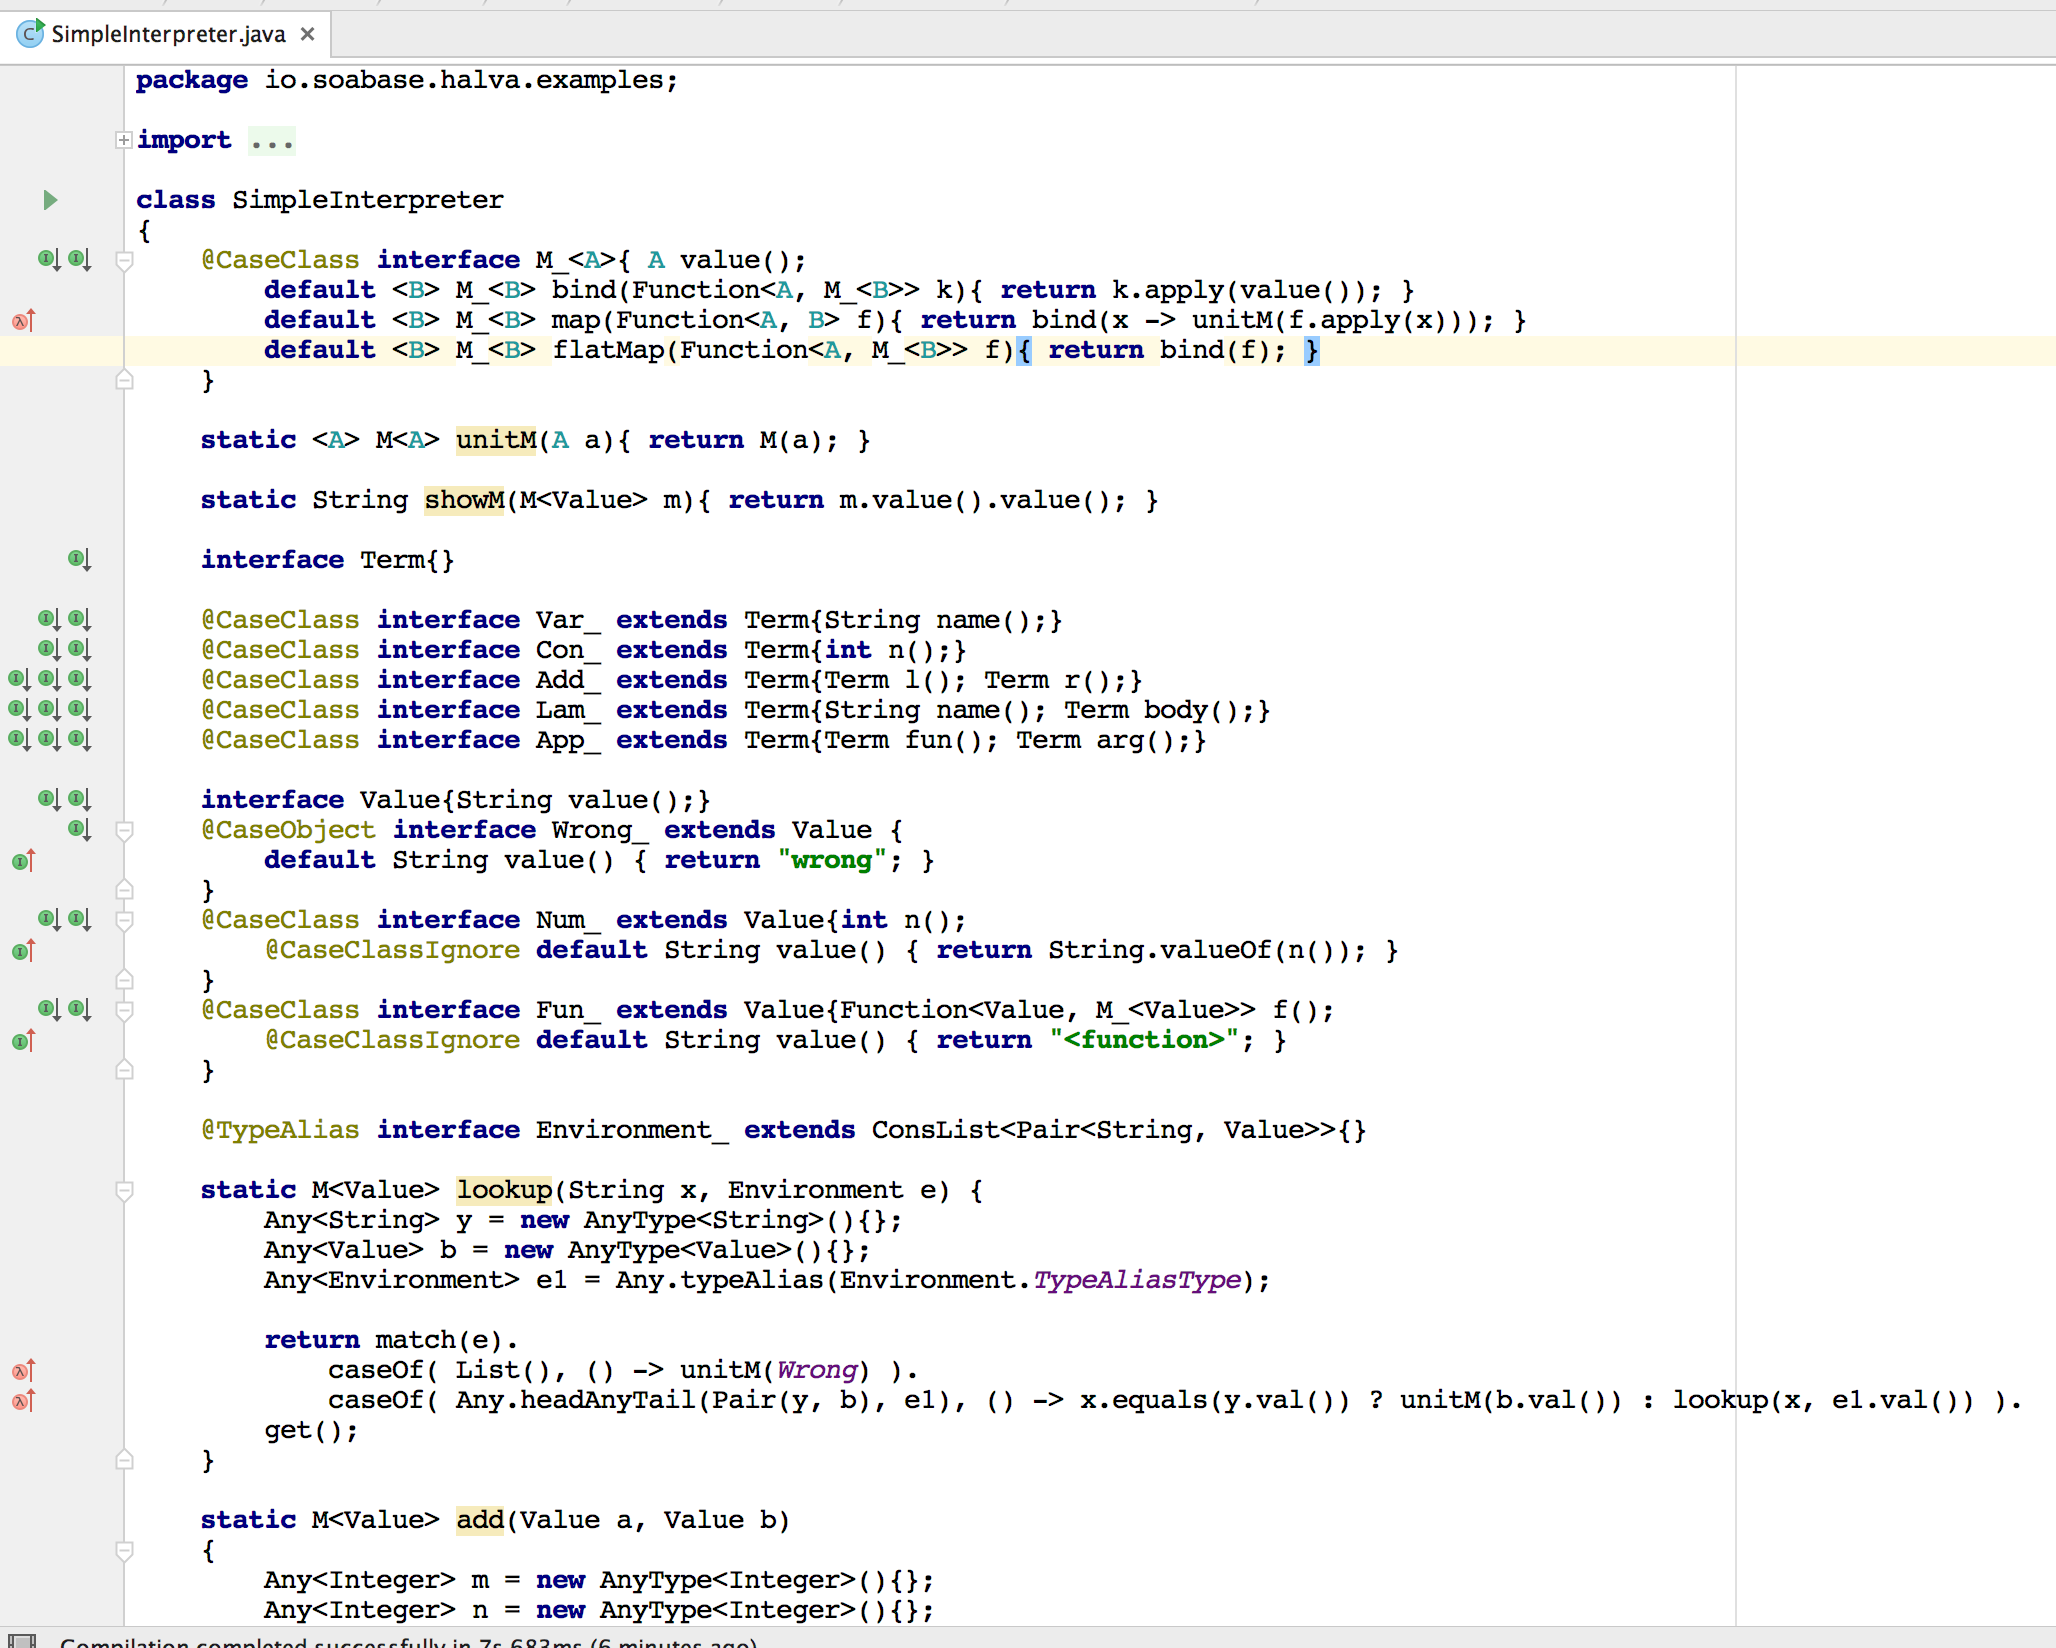 SimpleInterpreter.java
package io.soabase.halva.examples;
import ...
class SimpleInterpreter
{
    @CaseClass interface M_<A>{ A value();
        default <B> M_<B> bind(Function<A, M_<B>> k){ return k.apply(value()); }
        default <B> M_<B> map(Function<A, B> f){ return bind(x -> unitM(f.apply(x))); }
        default <B> M_<B> flatMap(Function<A, M_<B>> f){ return bind(f); }
    }
    static <A> M<A> unitM(A a){ return M(a); }
    static String showM(M<Value> m){ return m.value().value(); }
    interface Term{}
    @CaseClass interface Var_ extends Term{String name();}
    @CaseClass interface Con_ extends Term{int n();}
    @CaseClass interface Add_ extends Term{Term l(); Term r();}
    @CaseClass interface Lam_ extends Term{String name(); Term body();}
    @CaseClass interface App_ extends Term{Term fun(); Term arg();}
    interface Value{String value();}
    @CaseObject interface Wrong_ extends Value {
        default String value() { return "wrong"; }
    }
    @CaseClass interface Num_ extends Value{int n();
        @CaseClassIgnore default String value() { return String.valueOf(n()); }
    }
    @CaseClass interface Fun_ extends Value{Function<Value, M_<Value>> f();
        @CaseClassIgnore default String value() { return "<function>"; }
    }
    @TypeAlias interface Environment_ extends ConsList<Pair<String, Value>>{}
    static M<Value> lookup(String x, Environment e) {
        Any<String> y = new AnyType<String>(){};
        Any<Value> b = new AnyType<Value>(){};
        Any<Environment> e1 = Any.typeAlias(Environment.TypeAliasType);
        return match(e).
            caseOf( List(), () -> unitM(Wrong) ).
            caseOf( Any.headAnyTail(Pair(y, b), e1), () -> x.equals(y.val()) ? unitM(b.val()) : lookup(x, e1.val()) ).
        get();
    }
    static M<Value> add(Value a, Value b)
    {
        Any<Integer> m = new AnyType<Integer>(){};
        Any<Integer> n = new AnyType<Integer>(){};
Compilation completed successfully in 7s 683ms (6 minutes ago)